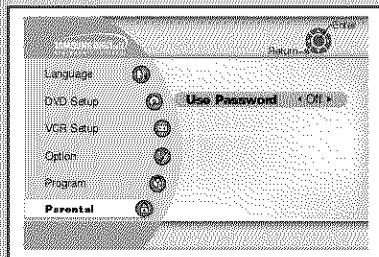 Enter
Return
Language
DVD Setup
Use Password ◂ Off ▸
VCR Setup
Option
Program
Parental